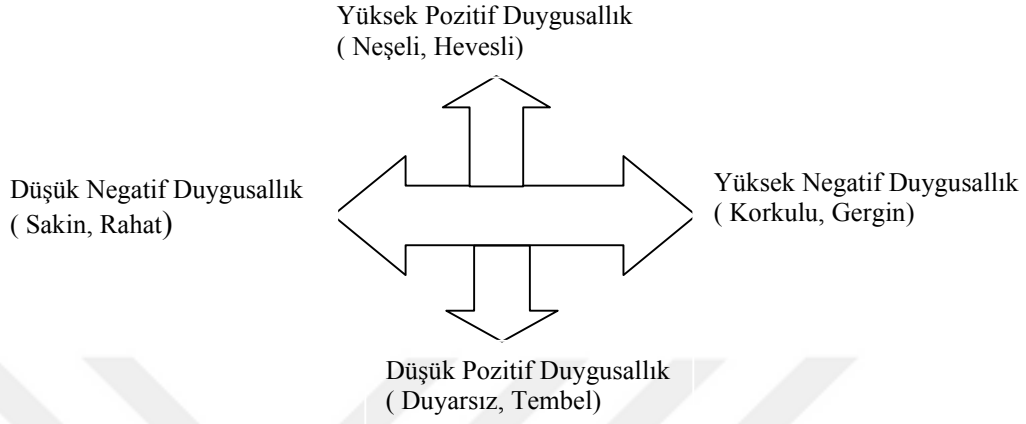 Yüksek Pozitif Duygusallık
( Neşeli, Hevesli)
Düşük Negatif Duygusallık
( Sakin, Rahat)
Yüksek Negatif Duygusallık
( Korkulu, Gergin)
Düşük Pozitif Duygusallık
( Duyarsız, Tembel)